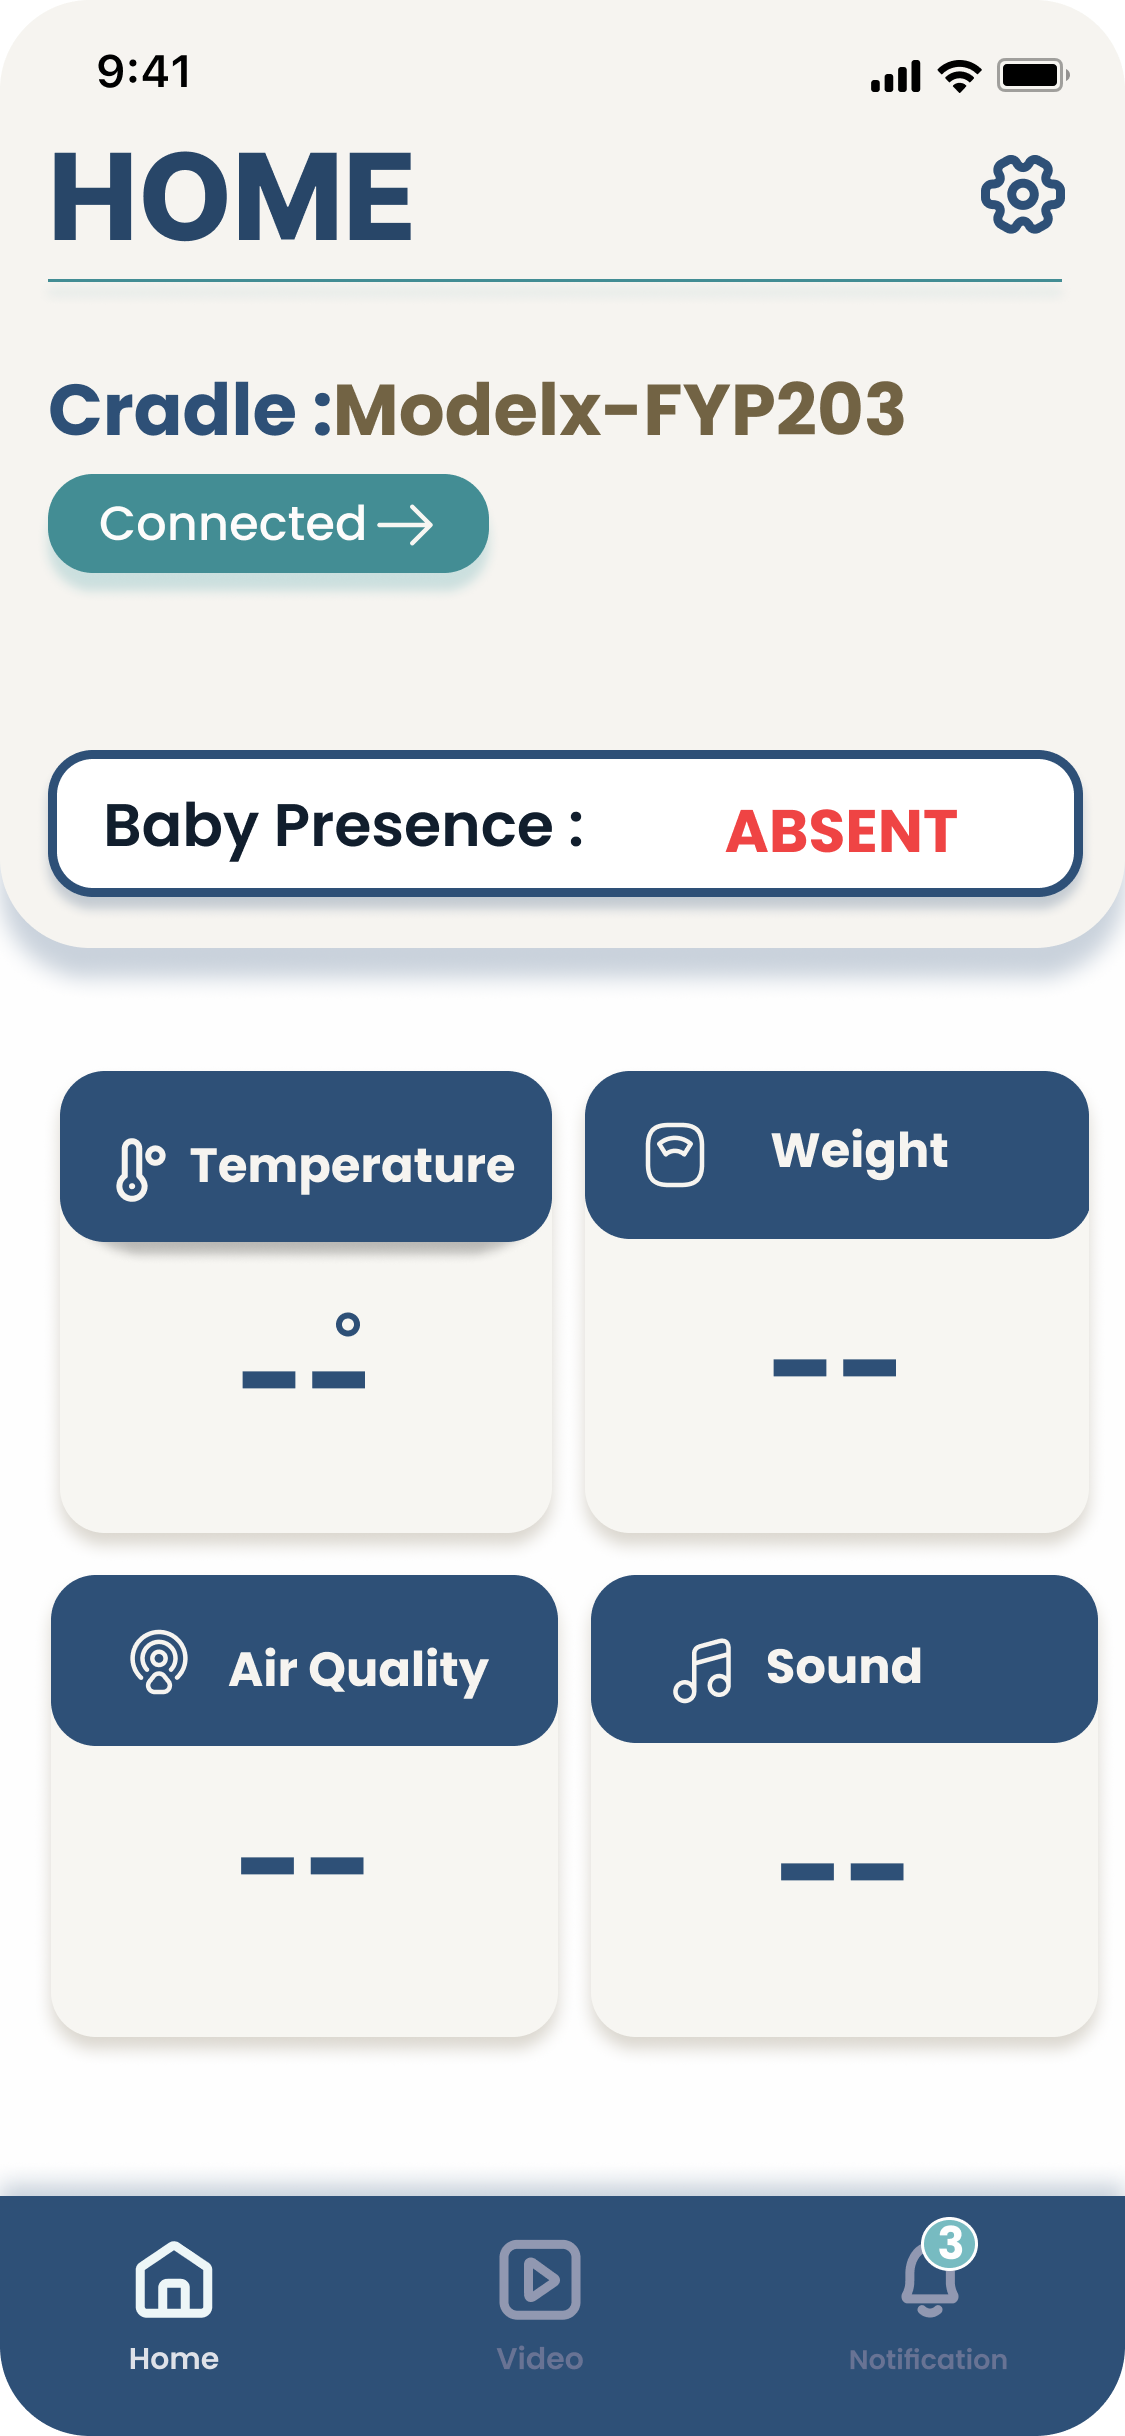 9:41
HOME
Cradle :Modelx-FYP203
Connected
Baby Presence : ABSENT
Temperature
Weight
_ _°
_ _
Air Quality
Sound
_ _
_ _
3
Home
Video
Notification